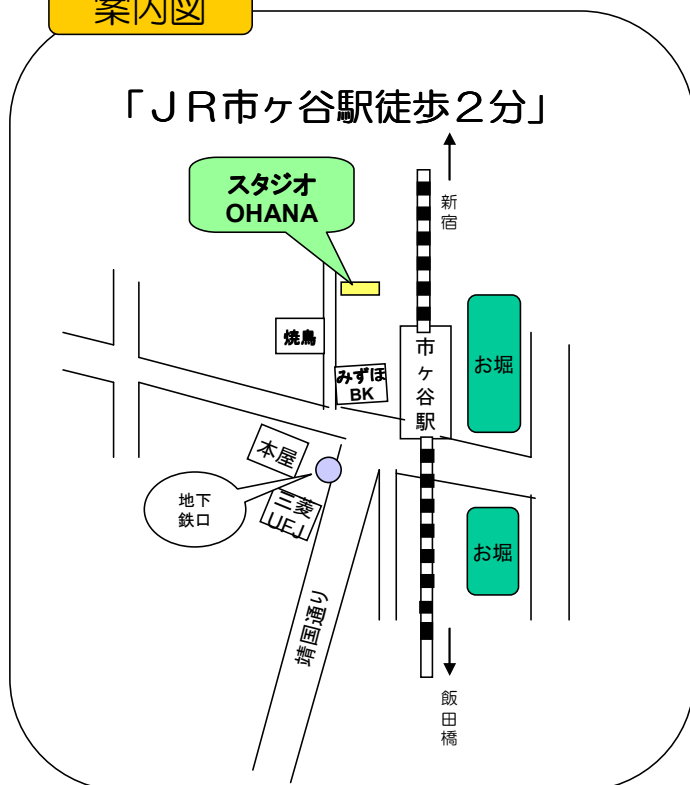 案内図
「ＪＲ市ヶ谷駅徒歩２分」
スタジオ
OHANA
新宿
焼鳥
みずほ
BK
市ヶ谷駅
お堀
本屋
地下
鉄口
三菱
UFJ
お堀
靖国通り
飯田橋